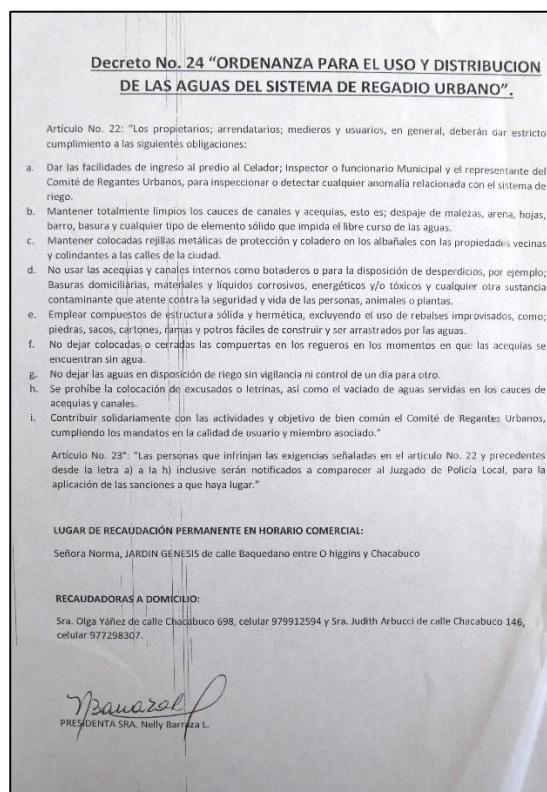 Decreto No. 24 “ORDENANZA PARA EL USO Y DISTRIBUCION
DE LAS AGUAS DEL SISTEMA DE REGADIO URBANO”.
Artículo No. 22: “Los propietarios; arrendatarios; medieros y usuarios, en general, deberán dar estricto
cumplimiento a las siguientes obligaciones:
a. Dar las facilidades de ingreso al predio al Celador; Inspector o funcionario Municipal y el representante del
Comité de Regantes Urbanos, para inspeccionar o detectar cualquier anomalía relacionada con el sistema de
riego.
b. Mantener totalmente limpios los cauces de canales y acequias, esto es; despaje de malezas, arena, hojas,
barro, basura y cualquier tipo de elemento sólido que impida el libre curso de las aguas.
c. Mantener colocadas rejillas metálicas de protección y coladero en los albañales con las propiedades vecinas
y colindantes a las calles de la ciudad.
d. No usar las acequias y canales internos como botaderos o para la disposición de desperdicios, por ejemplo;
Basuras domiciliarias, materiales y líquidos corrosivos, energéticos y/o tóxicos y cualquier otra sustancia
contaminante que atente contra la seguridad y vida de las personas, animales o plantas.
e. Emplear compuestos de estructura sólida y hermética, excluyendo el uso de rebalses improvisados, como;
piedras, sacos, cartones, ramas y potros fáciles de construir y ser arrastrados por las aguas.
f. No dejar colocadas o cerradas las compuertas en los regueros en los momentos en que las acequias se
encuentran sin agua.
g. No dejar las aguas en disposición de riego sin vigilancia ni control de un día para otro.
h. Se prohíbe la colocación de excusados o letrinas, así como el vaciado de aguas servidas en los cauces de
acequias y canales.
i. Contribuir solidariamente con las actividades y objetivo de bien común el Comité de Regantes Urbanos,
cumpliendo los mandatos en la calidad de usuario y miembro asociado.”
Artículo No. 23°: “Las personas que infrinjan las exigencias señaladas en el artículo No. 22 y precedentes
desde la letra a) a la h) inclusive serán notificados a comparecer al Juzgado de Policía Local, para la
aplicación de las sanciones a que haya lugar.”
LUGAR DE RECAUDACIÓN PERMANENTE EN HORARIO COMERCIAL:
Señora Norma, JARDIN GENESIS de calle Baquedano entre O higgins y Chacabuco
RECAUDADORAS A DOMICILIO:
Sra. Olga Yáñez de calle Chacabuco 698, celular 979912594 y Sra. Judith Arbucci de calle Chacabuco 146,
celular 977298307.
PRESIDENTA SRA. Nelly Barraza L.